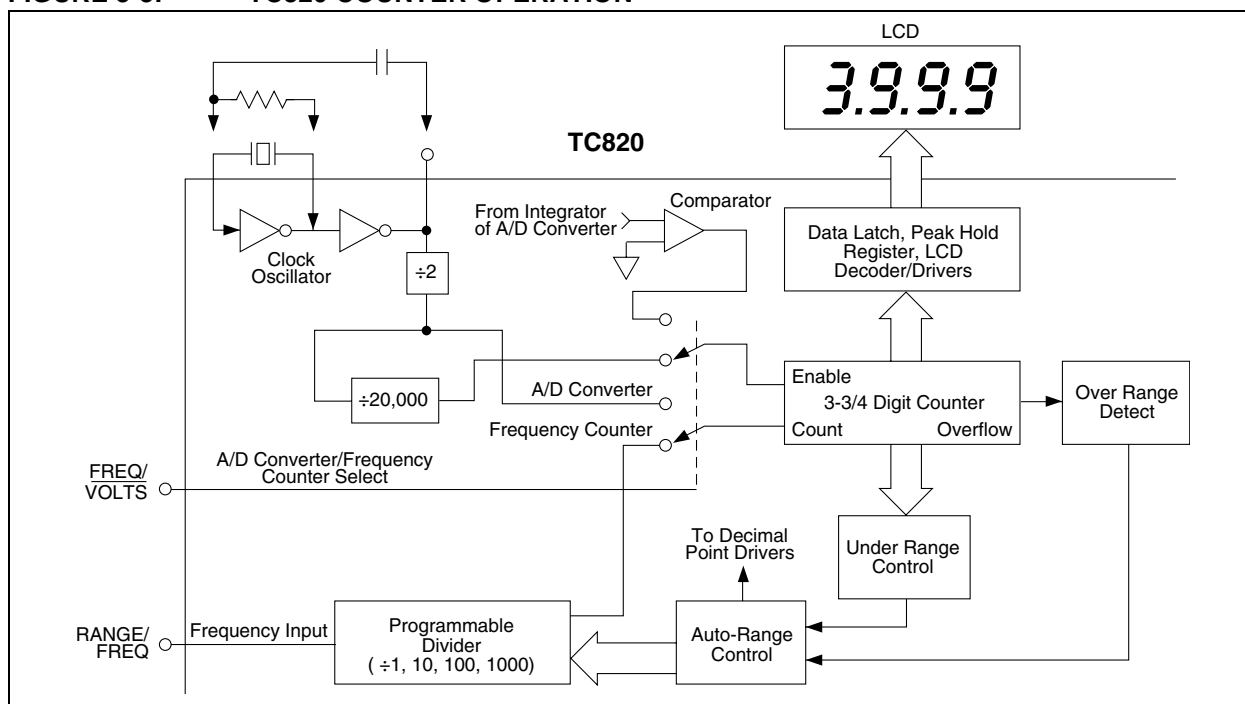 LCD
3.9.9.9
TC820
Comparator
From Integrator
of A/D Converter
Data Latch, Peak Hold
Register, LCD
Decoder/Drivers
Clock
Oscillator
÷2
÷20,000
A/D Converter
Frequency Counter
Enable
3-3/4 Digit Counter
Count
Overflow
Over Range
Detect
A/D Converter/Frequency
Counter Select
FREQ/
VOLTS
To Decimal
Point Drivers
Under Range
Control
RANGE/
FREQ
Frequency Input
Programmable
Divider
( ÷1, 10, 100, 1000)
Auto-Range
Control